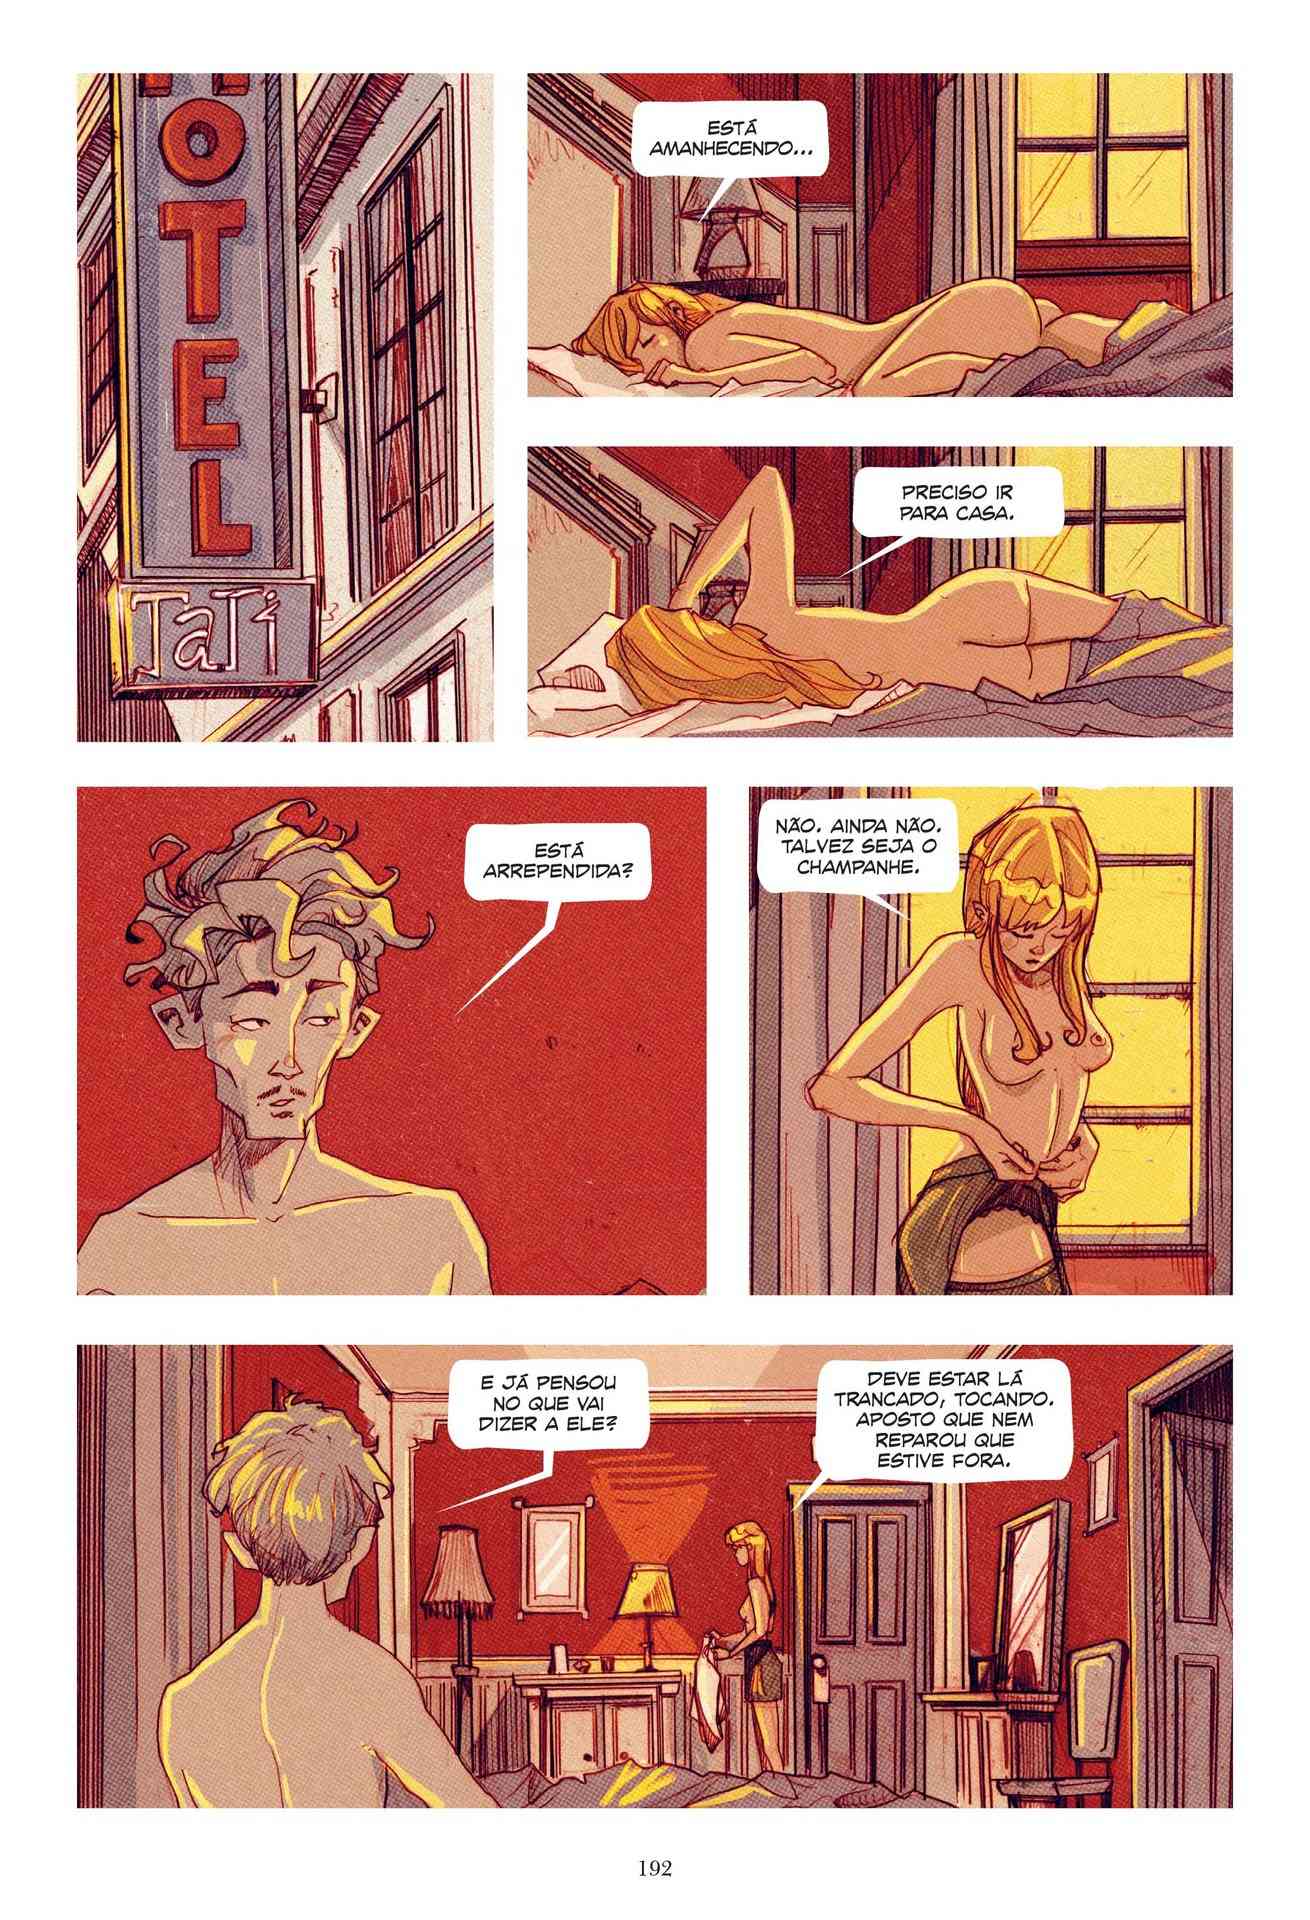 HOTEL
TaTi
ESTÁ
AMANHECENDO...
PRECISO IR
PARA CASA.
ESTÁ
ARREPENDIDA?
NÃO. AINDA NÃO.
TALVEZ SEJA O
CHAMPANHE.
E JÁ PENSOU
NO QUE VAI
DIZER A ELE?
DEVE ESTAR LÁ
TRANCADO, TOCANDO.
APOSTO QUE NEM
REPAROU QUE
ESTIVE FORA.
192